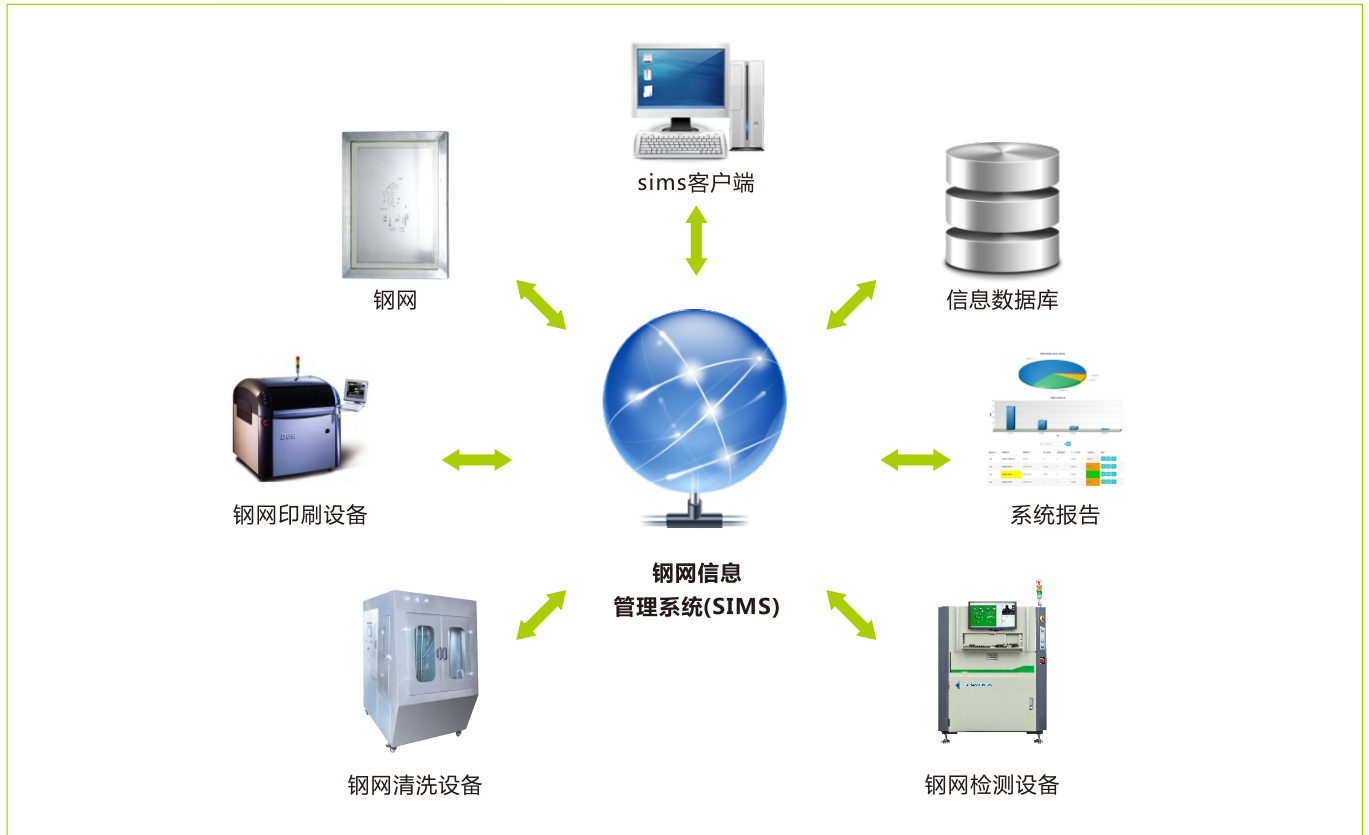 sims客户端
钢网
信息数据库
钢网印刷设备
系统报告
钢网信息
管理系统(SIMS)
钢网清洗设备
钢网检测设备